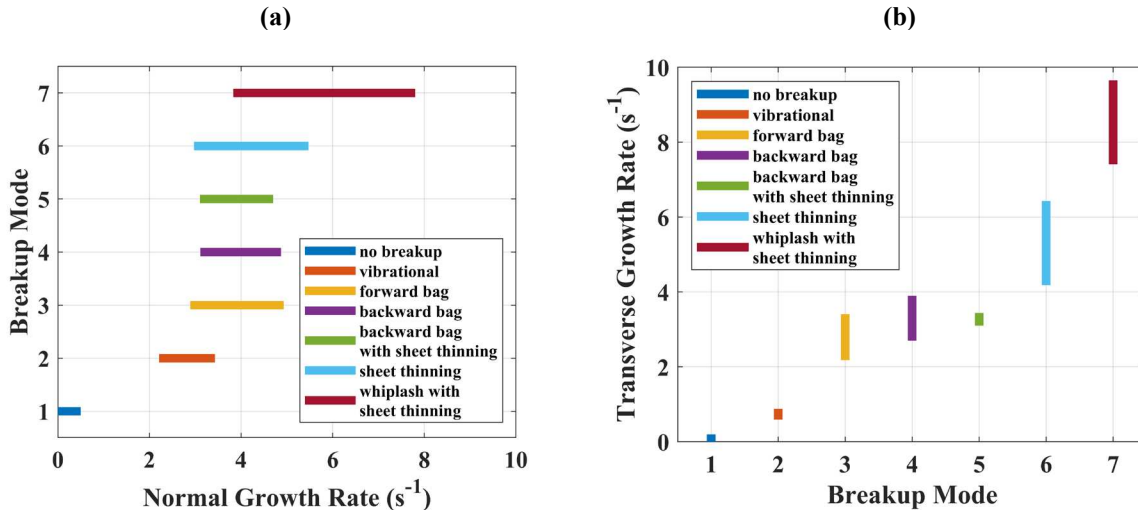 (a)
7
6
5
4
3
2
1
Breakup Mode
0 2 4 6 8 10
Normal Growth Rate (s-1)
no breakup
vibrational
forward bag
backward bag
backward bag
with sheet thinning
sheet thinning
whiplash with
sheet thinning
(b)
10
8
6
4
2
0
Transverse Growth Rate (s-1)
no breakup
vibrational
forward bag
backward bag
backward bag
with sheet thinning
sheet thinning
whiplash with
sheet thinning
1 2 3 4 5 6 7
Breakup Mode